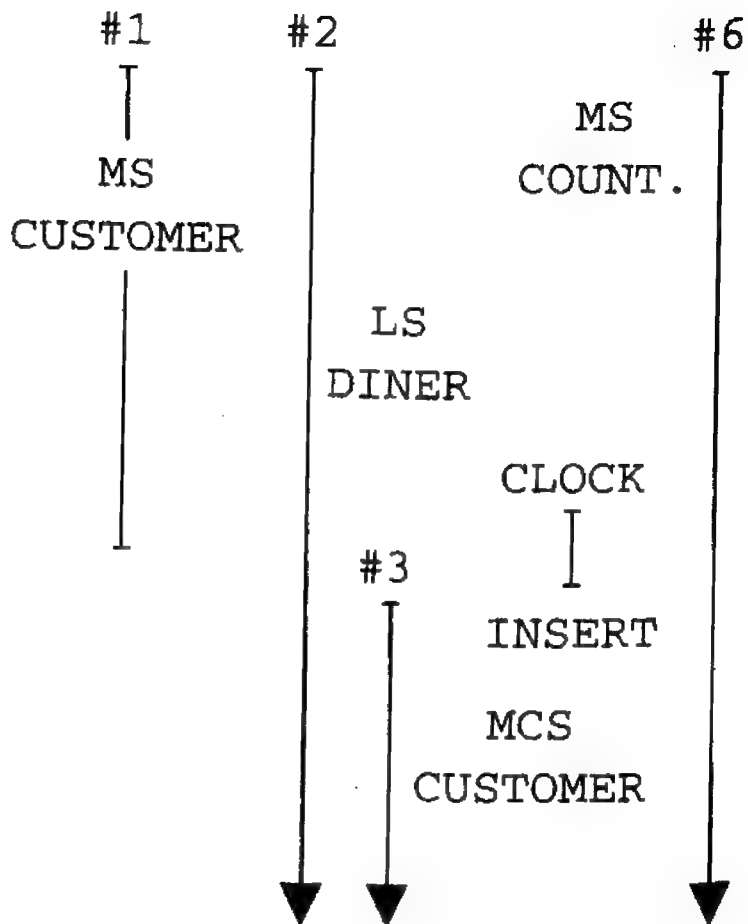 #1 #2 #6
MS
COUNT.
MS
CUSTOMER
LS
DINER
CLOCK
#3
INSERT
MCS
CUSTOMER